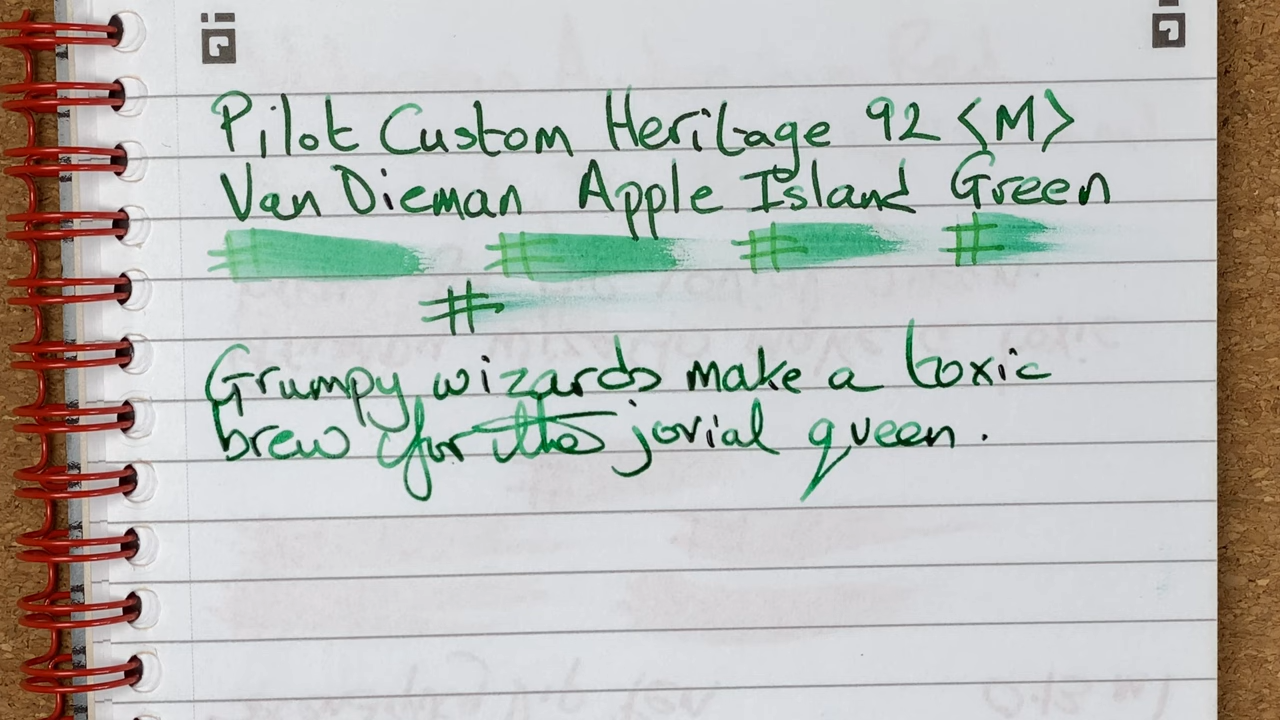 Pilot Custom Heritage 92 <M>
Van Dieman Apple Island Green
# # # #
#
Grumpy wizards make a toxic
brew for the jovial queen.